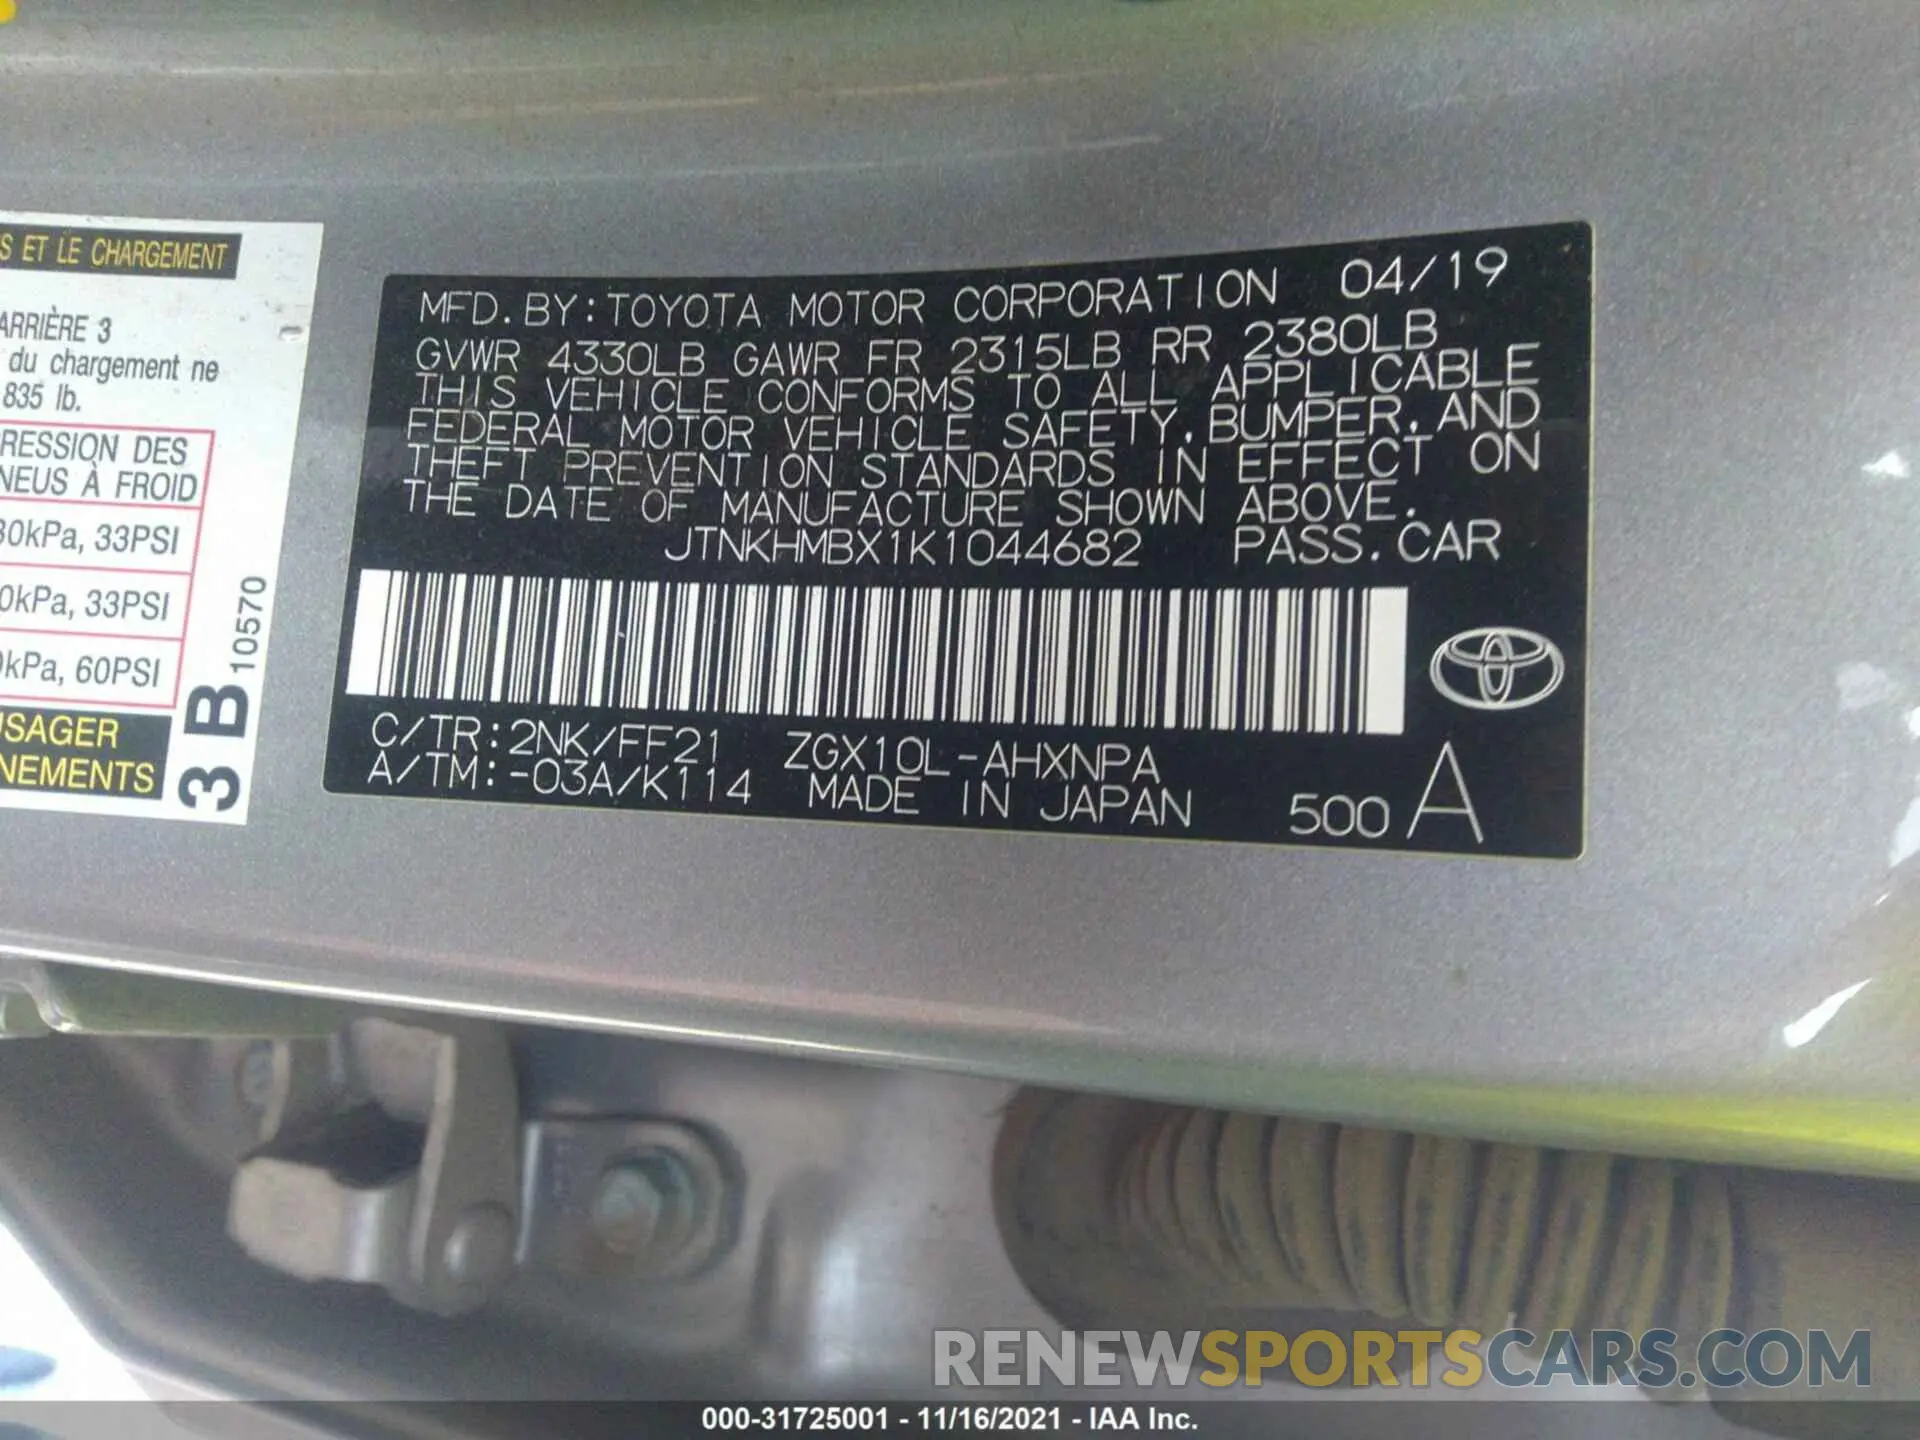 S ET LE CHARGEMENT
ARRIÈRE 3
du chargement ne
835 lb.
RESSION DES
NEUS À FROID
30kPa, 33PSI
0kPa, 33PSI
0kPa, 60PSI
USAGER
NEMENTS
3 B 10570
MFD. BY: TOYOTA MOTOR CORPORATION 04/19
GVWR 4330LB GAWR FR 2315LB RR 2380LB
THIS VEHICLE CONFORMS TO ALL APPLICABLE
FEDERAL MOTOR VEHICLE SAFETY, BUMPER, AND
THEFT PREVENTION STANDARDS IN EFFECT ON
THE DATE OF MANUFACTURE SHOWN ABOVE.
JTNKHMBX1K1044682 PASS. CAR
C/TR: 2NK/FF21 ZGX10L-AHXNPA
A/TM: -03A/K114 MADE IN JAPAN 500 A
RENEWSPORTSCARS.COM
000-31725001 - 11/16/2021 - IAA Inc.